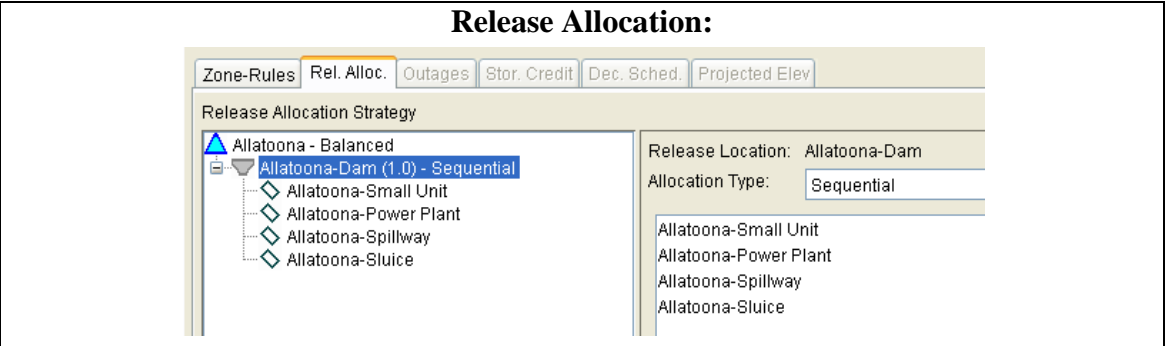 Release Allocation:
Zone-Rules Rel. Alloc. Outages Stor. Credit Dec. Sched. Projected Elev
Release Allocation Strategy
Allatoona - Balanced
Allatoona-Dam (1.0) - Sequential
Allatoona-Small Unit
Allatoona-Power Plant
Allatoona-Spillway
Allatoona-Sluice
Release Location: Allatoona-Dam
Allocation Type: Sequential
Allatoona-Small Unit
Allatoona-Power Plant
Allatoona-Spillway
Allatoona-Sluice